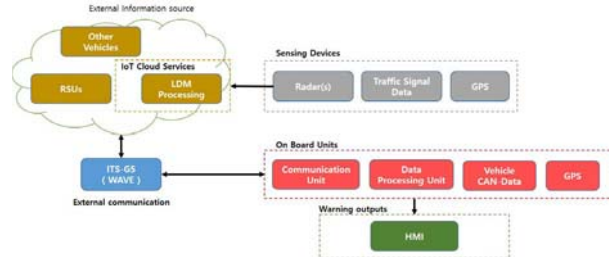 External Information source
Other
Vehicles
IoT Cloud Services
RSUs
LDM
Processing
Sensing Devices
Radar(s)
Traffic Signal
Data
GPS
ITS-G5
( WAVE )
External communication
On Board Units
Communication
Unit
Data
Processing Unit
Vehicle
CAN-Data
GPS
Warning outputs
HMI